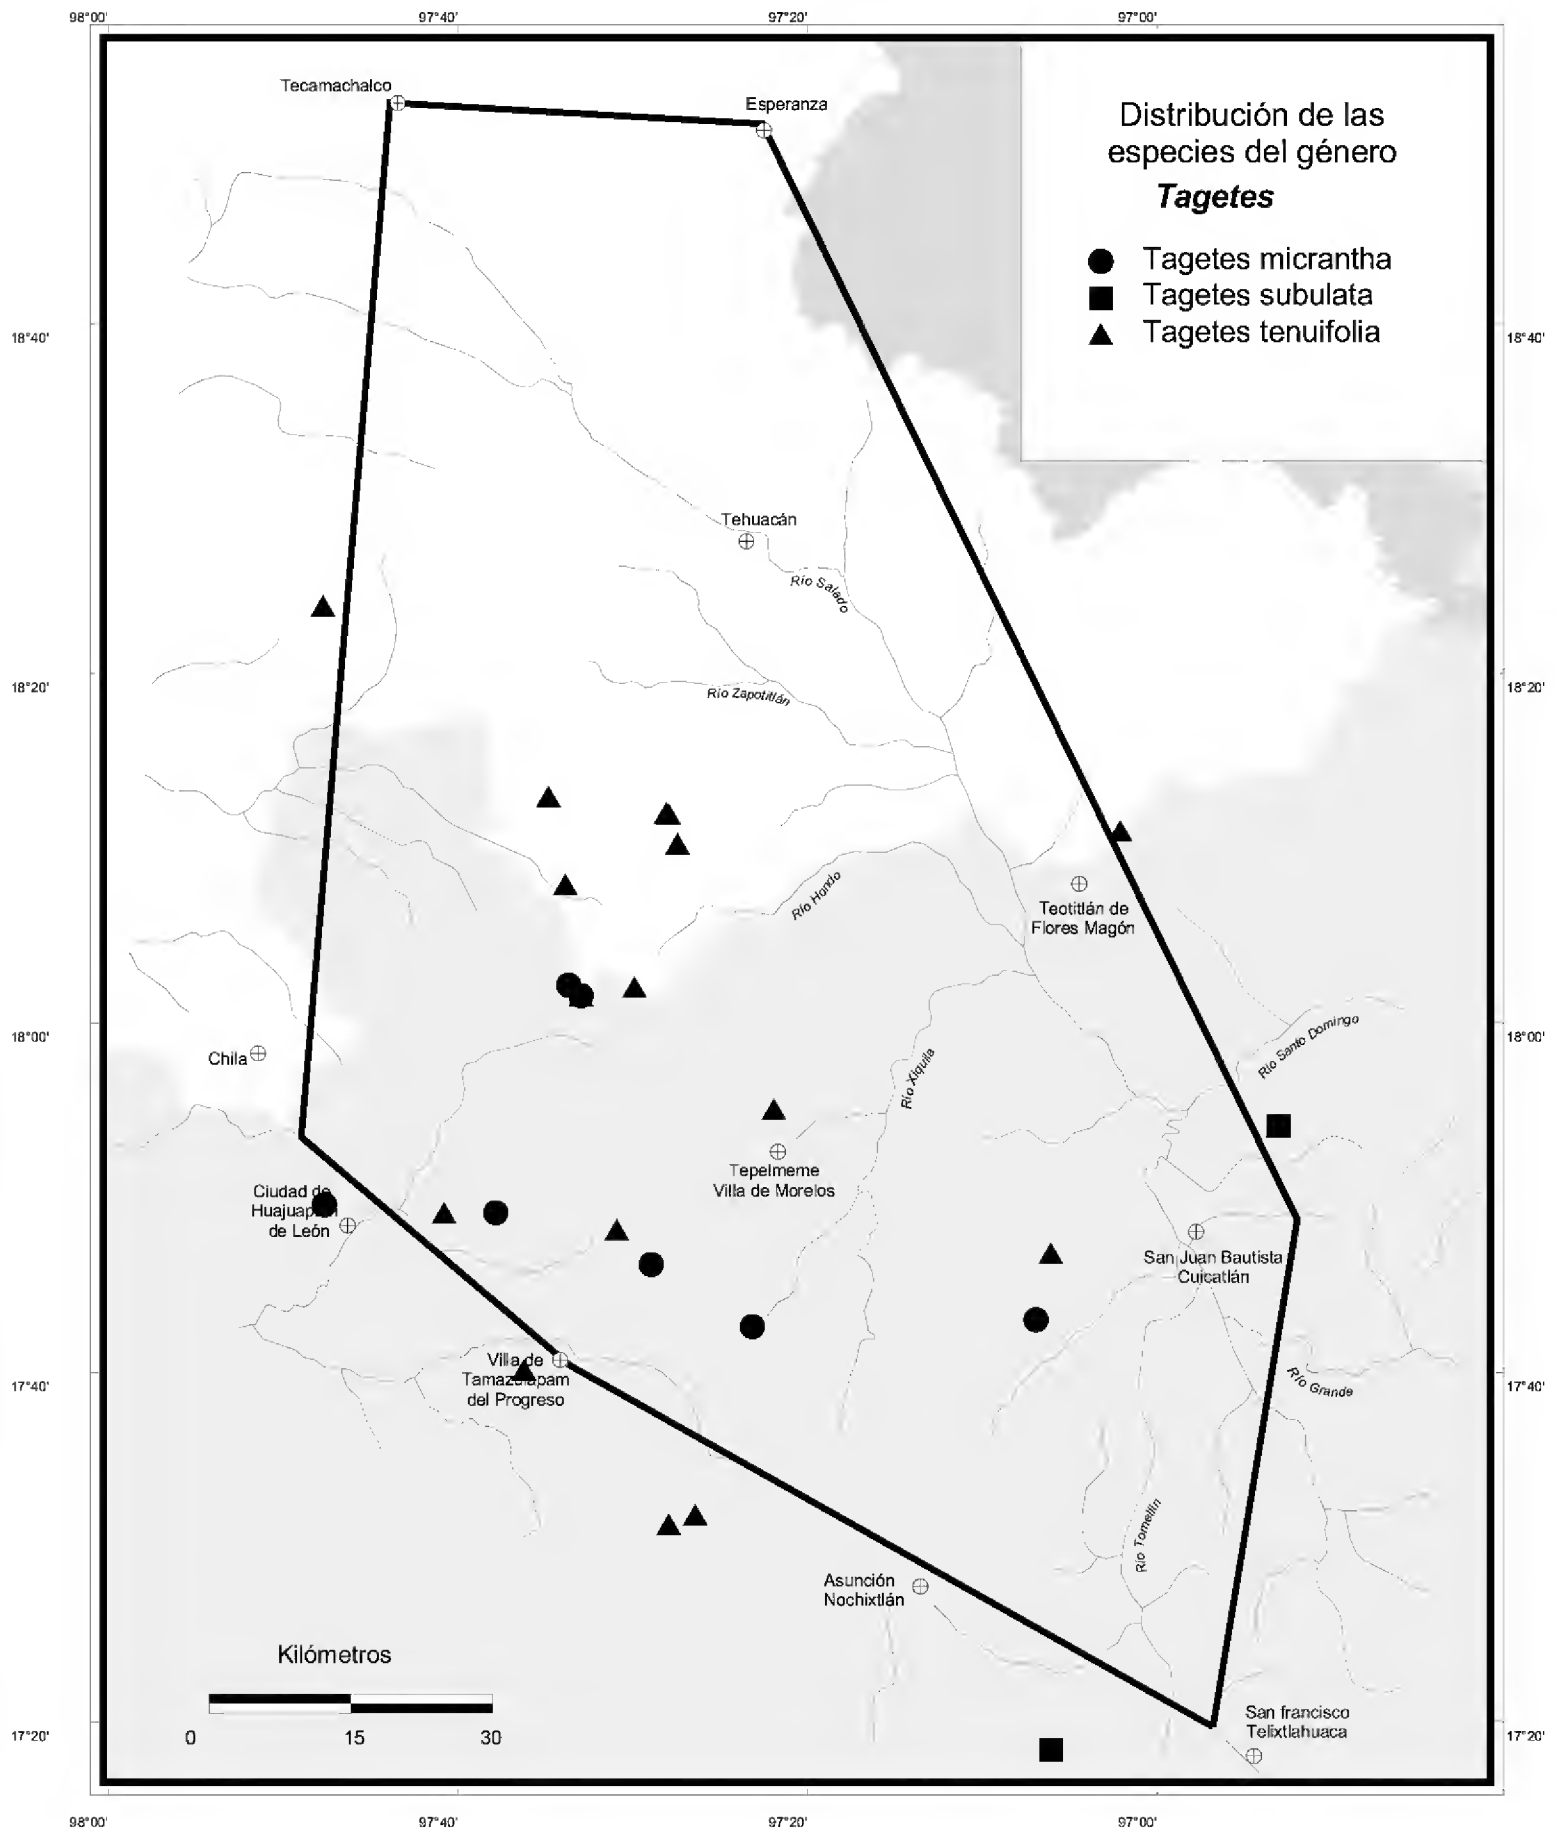 98°00'
97°40'
97°20'
97°00'
Tecamachalco
Esperanza
Distribución de las
especies del género
Tagetes
Tagetes micrantha
Tagetes subulata
Tagetes tenuifolia
18°40'
18°40'
Tehuacán
Río Salado
18°20'
Río Zapotitlán
18°20'
Río Hondo
Teotitlán de
Flores Magón
18°00'
Chila
Río Xiquila
Río Santo Domingo
18°00'
Tepelmeme
Villa de Morelos
Ciudad de
Huajuapan
de León
San Juan Bautista
Cuicatlán
17°40'
Villa de
Tamazulapam
del Progreso
Río Grande
17°40'
Río Tomellín
Asunción
Nochixtlán
Kilómetros
0 15 30
17°20'
San francisco
Telixtlahuaca
17°20'
98°00'
97°40'
97°20'
97°00'